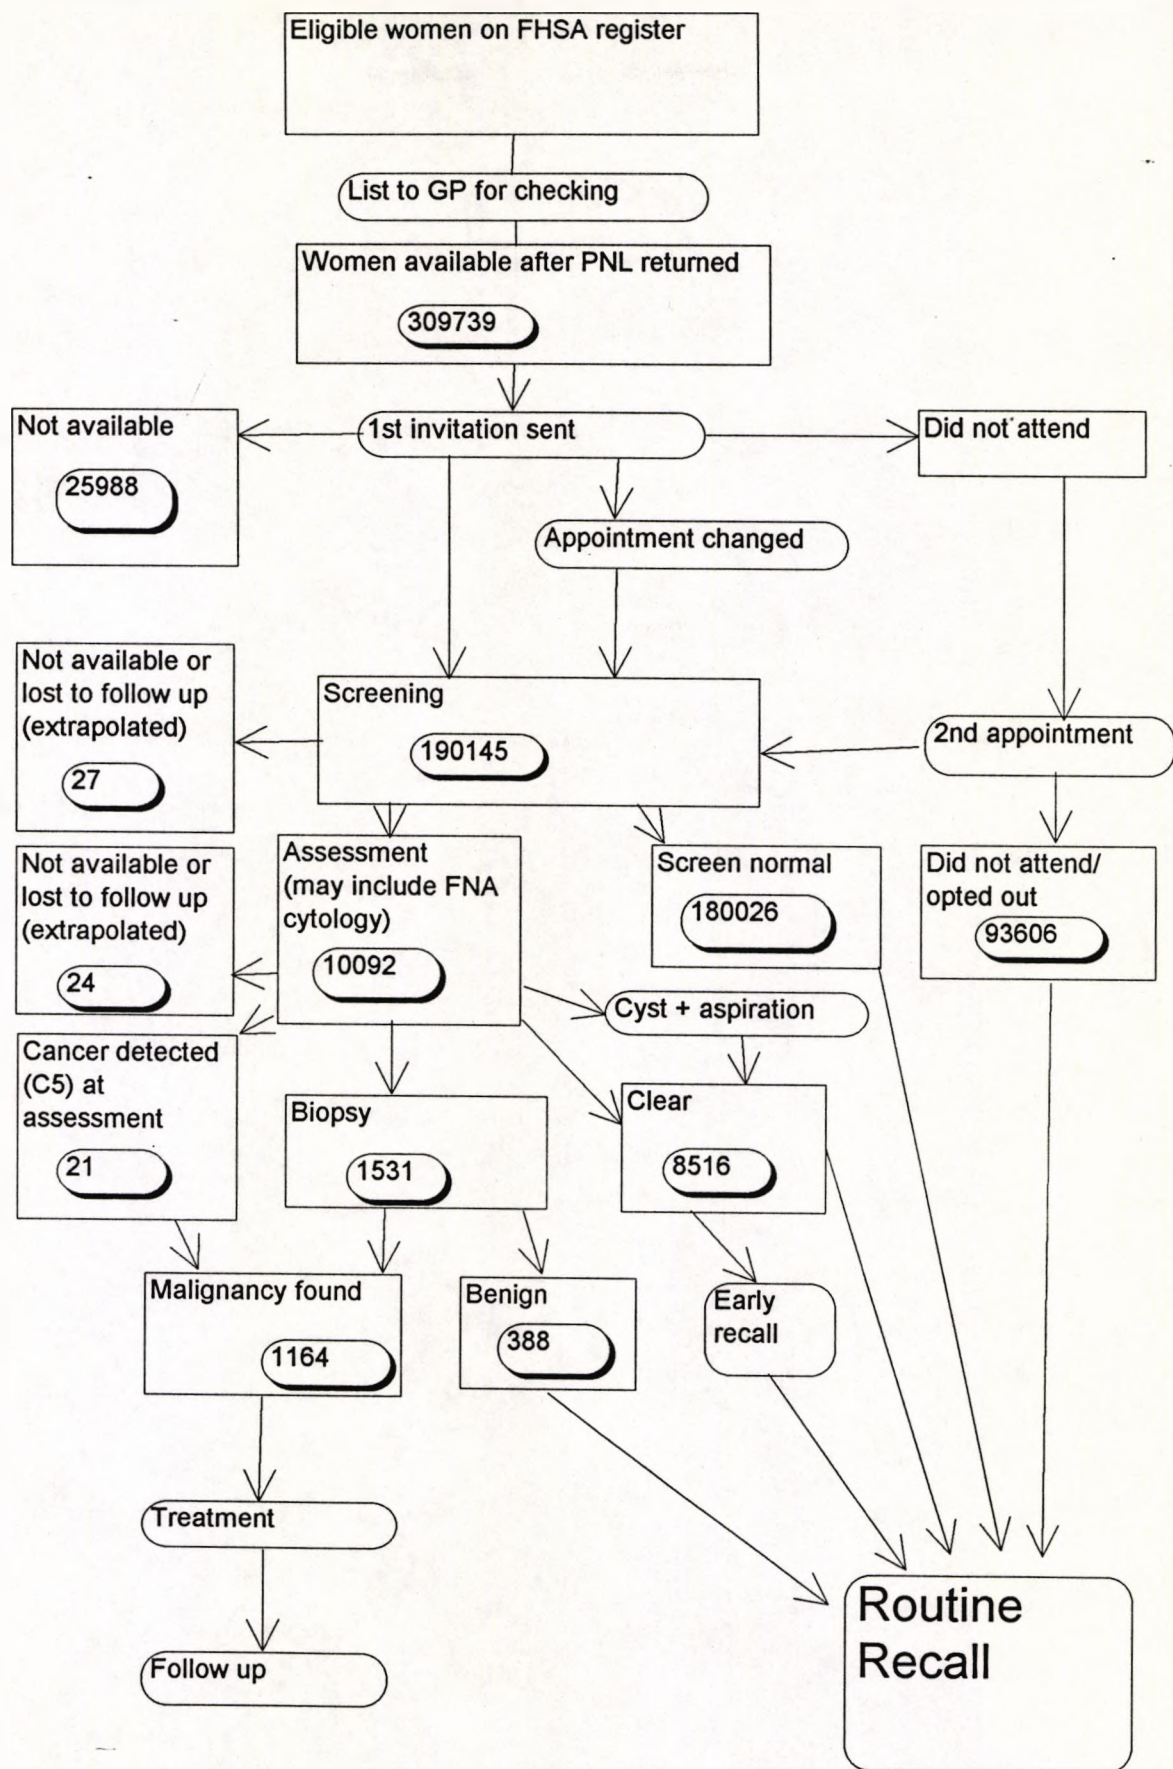 Eligible women on FHSA register
List to GP for checking
Women available after PNL returned
309739
Not available
25988
1st invitation sent
Did not attend
Appointment changed
Not available or
lost to follow up
(extrapolated)
27
Screening
190145
2nd appointment
Not available or
lost to follow up
(extrapolated)
24
Assessment
(may include FNA
cytology)
10092
Screen normal
180026
Did not attend/
opted out
93606
Cyst + aspiration
Cancer detected
(C5) at
assessment
21
Biopsy
1531
Clear
8516
Malignancy found
1164
Benign
388
Early
recall
Treatment
Follow up
Routine
Recall